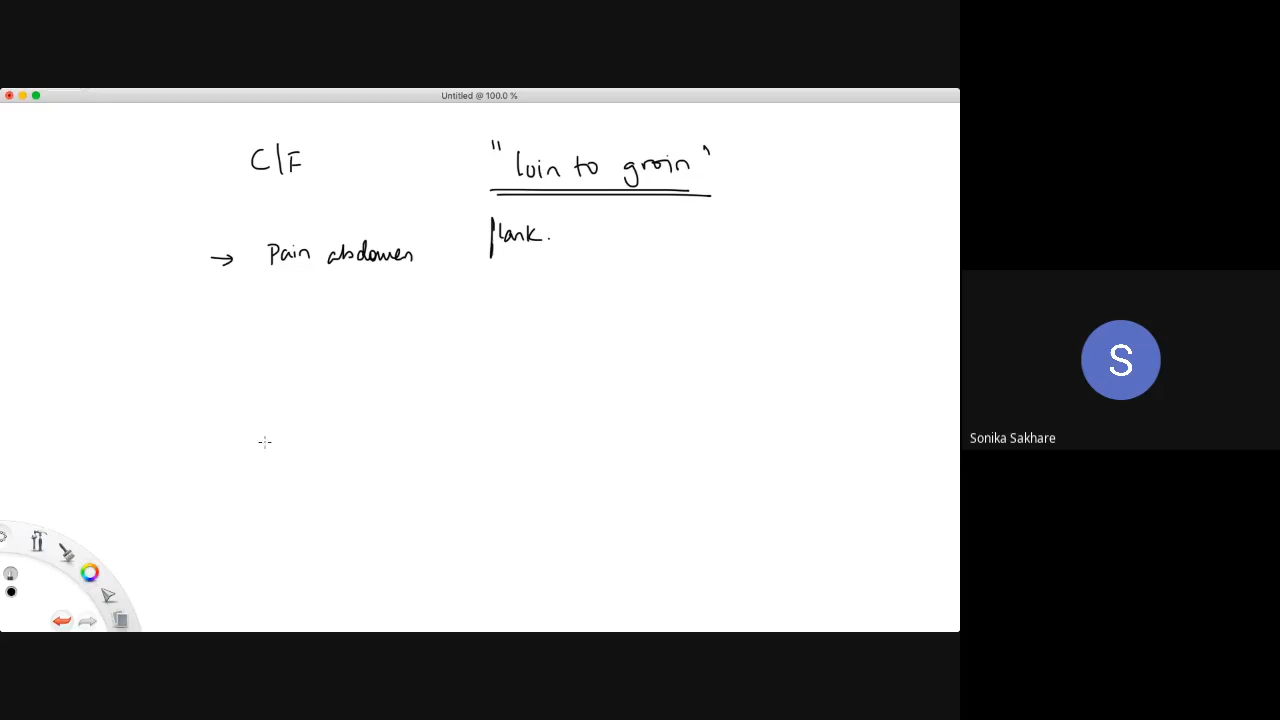 Untitled @ 100.0 %
C/F
"loin to groin"
→ Pain abdomen
flank.
S
Sonika Sakhare